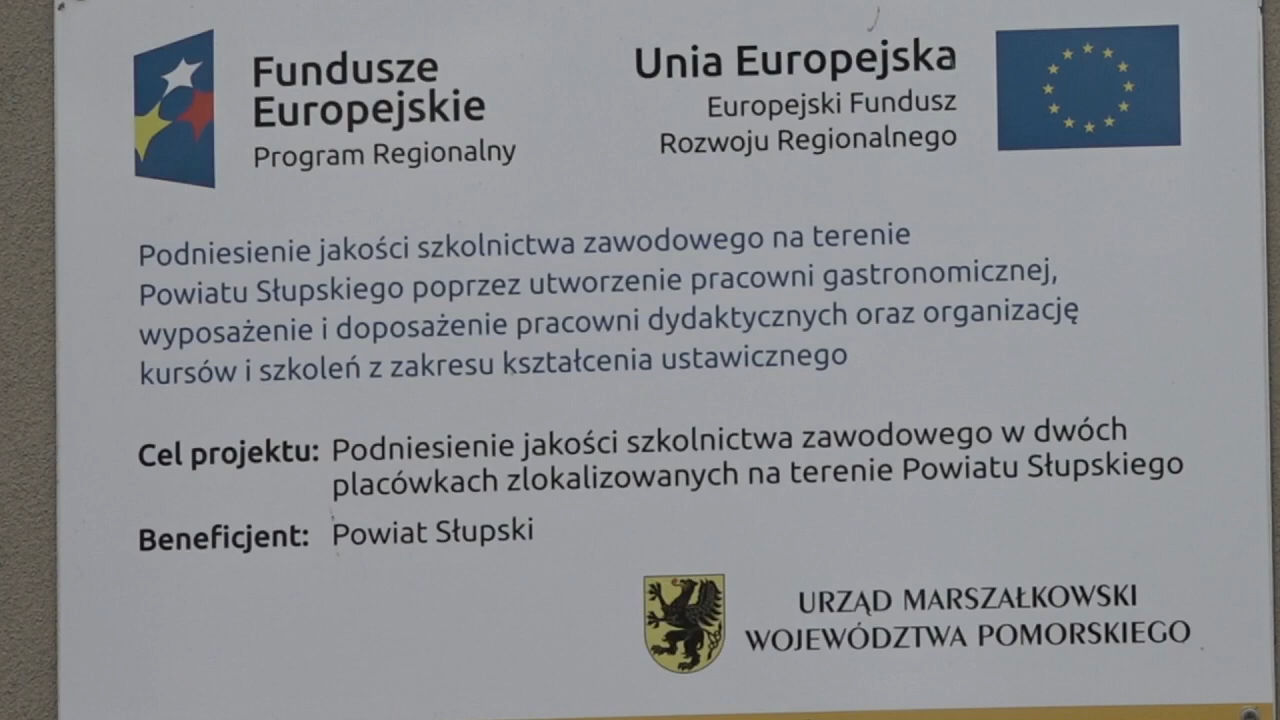 Fundusze
Europejskie
Program Regionalny
Unia Europejska
Europejski Fundusz
Rozwoju Regionalnego
Podniesienie jakości szkolnictwa zawodowego na terenie
Powiatu Słupskiego poprzez utworzenie pracowni gastronomicznej,
wyposażenie i doposażenie pracowni dydaktycznych oraz organizację
kursów i szkoleń z zakresu kształcenia ustawicznego
Cel projektu: Podniesienie jakości szkolnictwa zawodowego w dwóch
placówkach zlokalizowanych na terenie Powiatu Słupskiego
Beneficjent: Powiat Słupski
URZĄD MARSZAŁKOWSKI
WOJEWÓDZTWA POMORSKIEGO